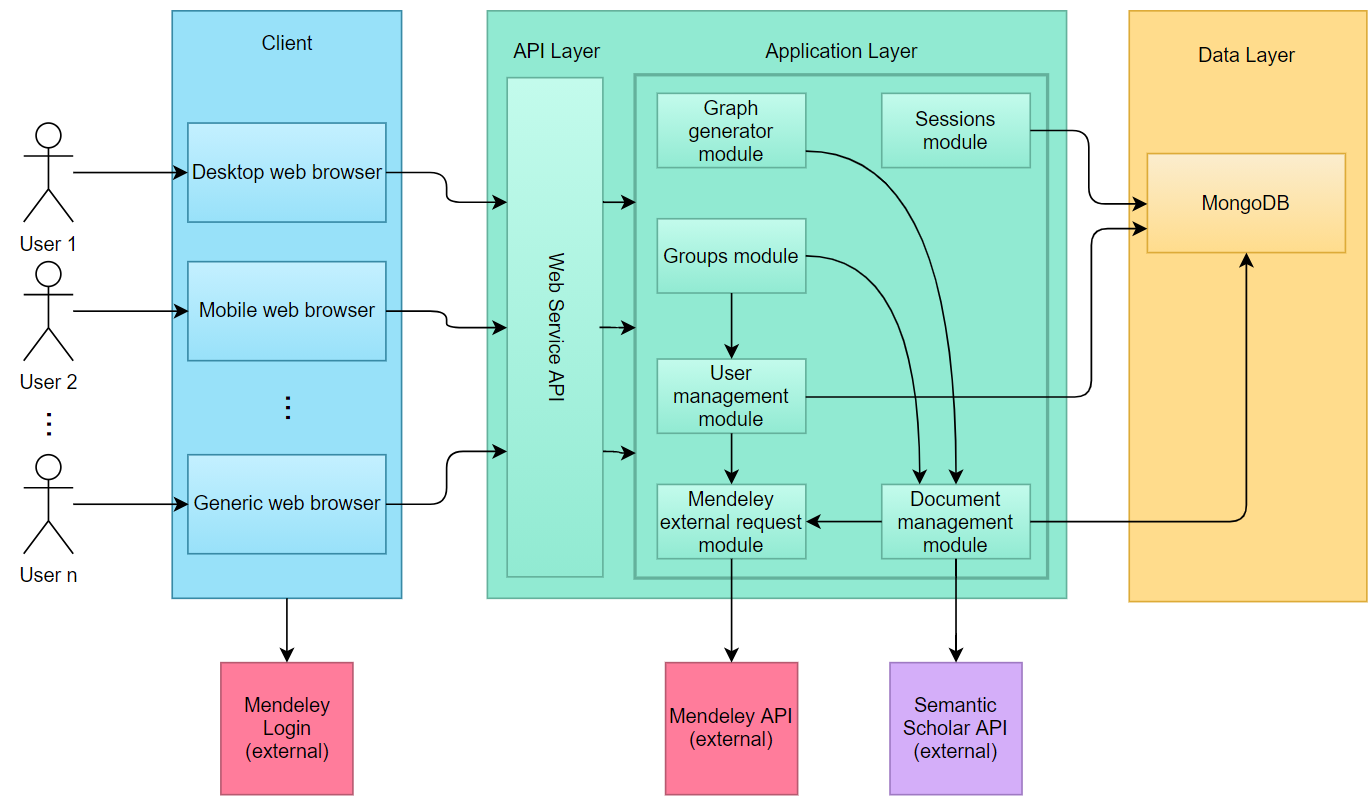 Client
API Layer
Application Layer
Data Layer
User 1
User 2
⋮
User n
Desktop web browser
Mobile web browser
⋮
Generic web browser
Web Service API
Graph
generator
module
Sessions
module
Groups module
User
management
module
Mendeley
external request
module
Document
management
module
MongoDB
Mendeley
Login
(external)
Mendeley API
(external)
Semantic
Scholar API
(external)